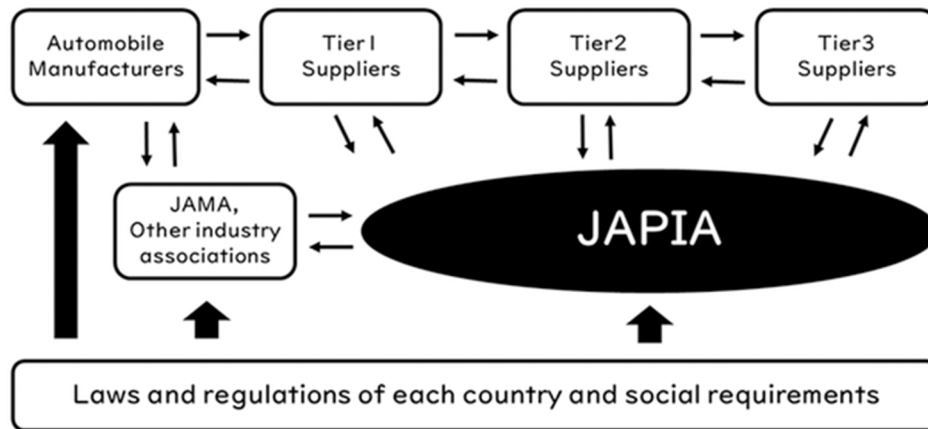 Automobile
Manufacturers
Tier1
Suppliers
Tier2
Suppliers
Tier3
Suppliers
JAMA,
Other industry
associations
JAPIA
Laws and regulations of each country and social requirements